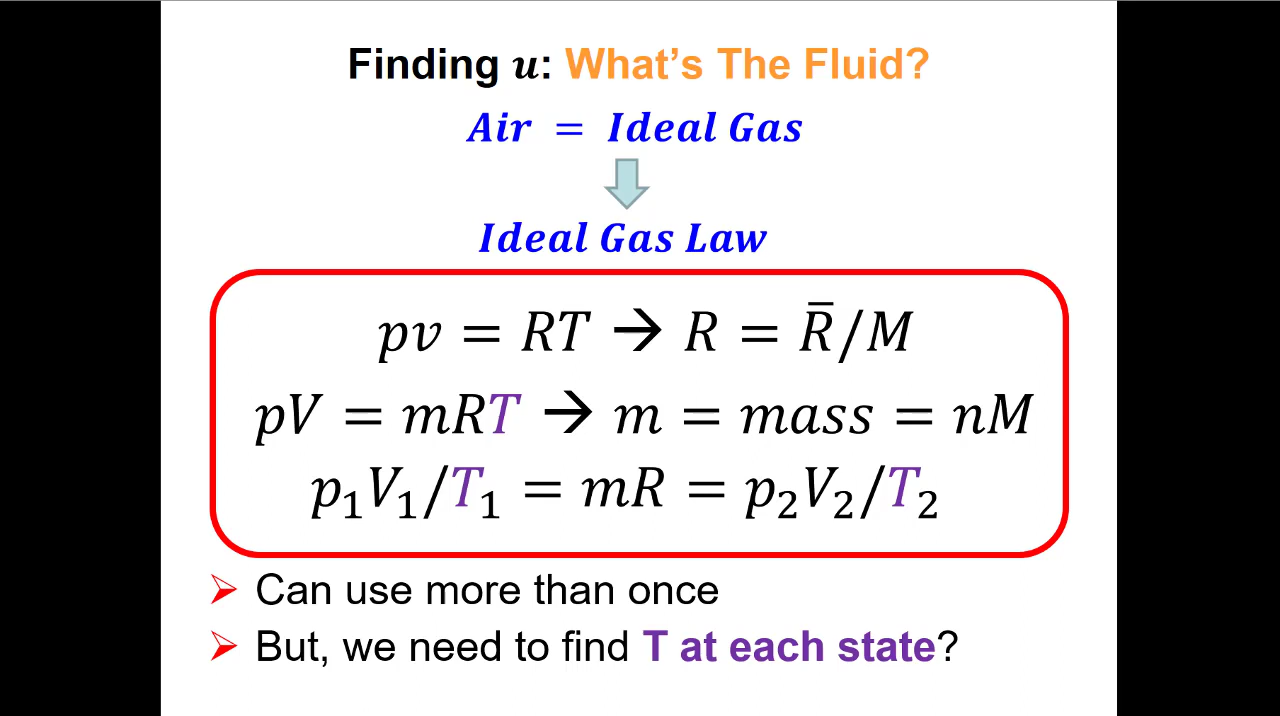 Finding u: What's The Fluid?
Air = Ideal Gas
Ideal Gas Law
pv = RT → R = R̅/M
pV = mRT → m = mass = nM
p₁V₁/T₁ = mR = p₂V₂/T₂
Can use more than once
But, we need to find T at each state?